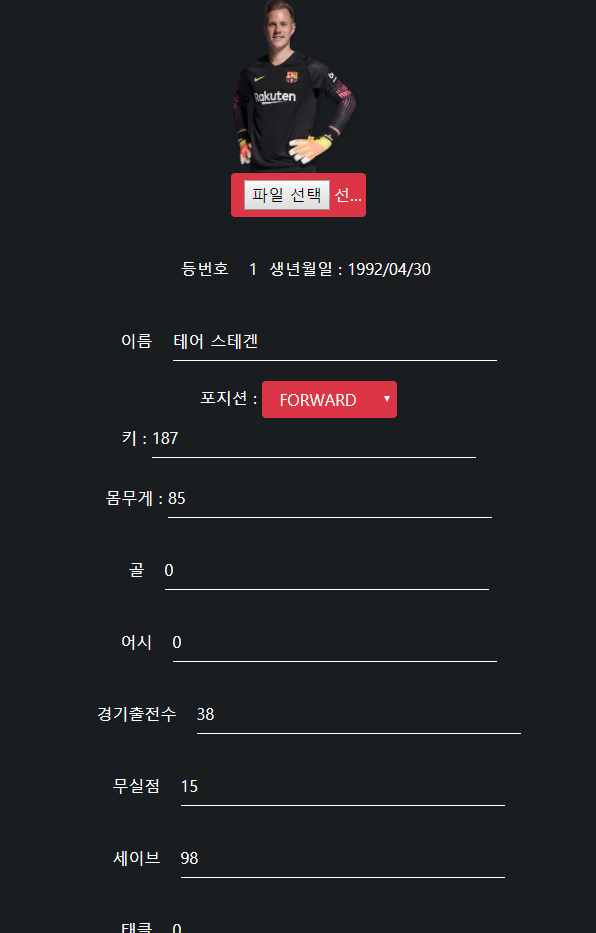 Rakuten
파일 선택 선...
등번호 1 생년월일 : 1992/04/30
이름 테어 스테겐
포지션 : FORWARD
키 : 187
몸무게 : 85
골 0
어시 0
경기출전수 38
무실점 15
세이브 98
태클 0